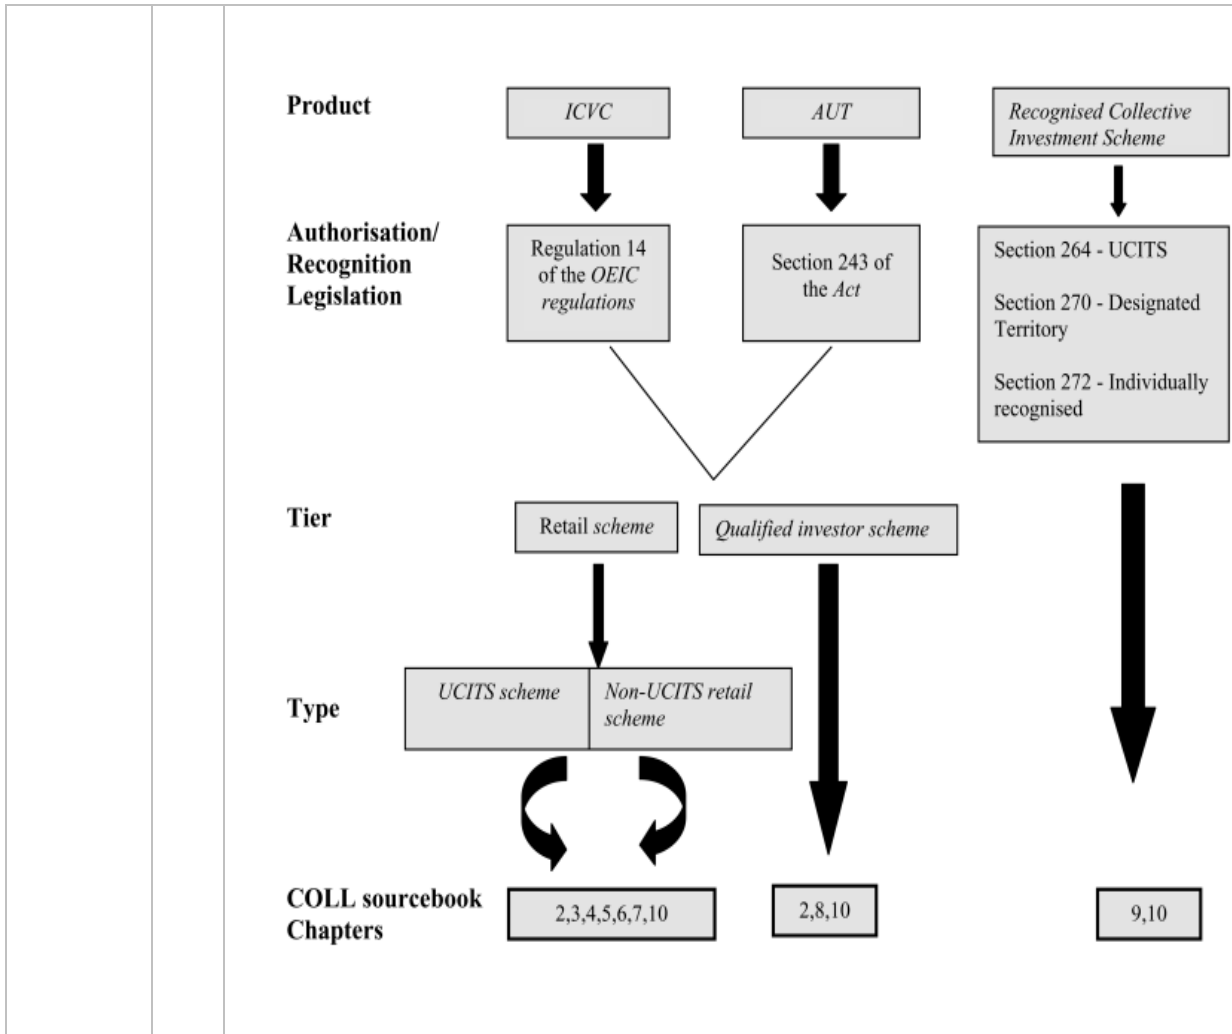 Product
ICVC
AUT
Recognised Collective
Investment Scheme
Authorisation/
Recognition
Legislation
Regulation 14
of the OEIC
regulations
Section 243 of
the Act
Section 264 - UCITS
Section 270 - Designated
Territory
Section 272 - Individually
recognised
Tier
Retail scheme
Qualified investor scheme
Type
UCITS scheme
Non-UCITS retail
scheme
COLL sourcebook
Chapters
2,3,4,5,6,7,10
2,8,10
9,10